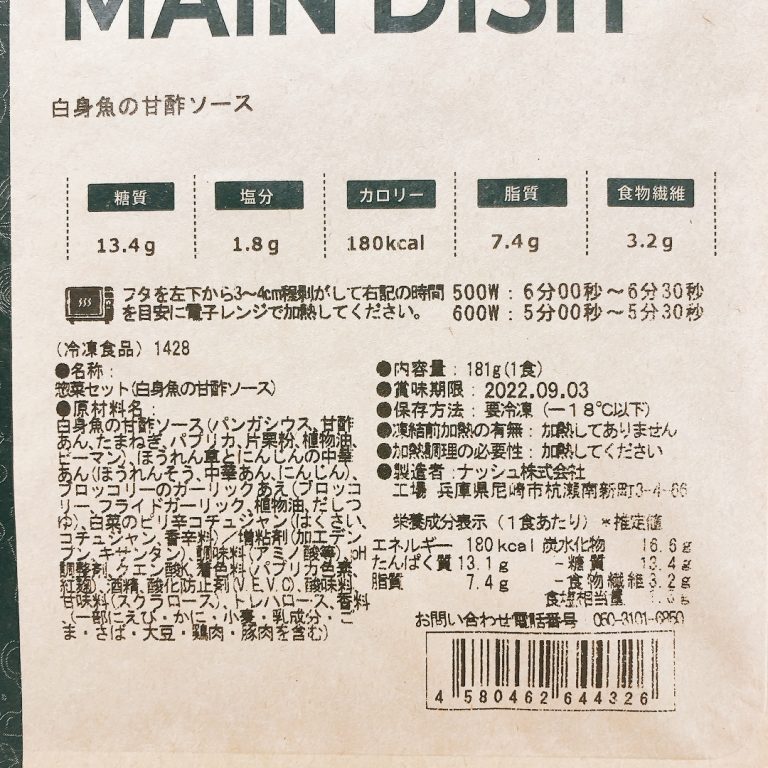 MAIN DISH
白身魚の甘酢ソース
糖質 塩分 カロリー 脂質 食物繊維
13.4g 1.8g 180kcal 7.4g 3.2g
フタを左下から3〜4cm程剥がして右記の時間
を目安に電子レンジで加熱してください。
500W：6分00秒〜6分30秒
600W：5分00秒〜5分30秒
(冷凍食品) 1428
●名称：
惣菜セット(白身魚の甘酢ソース)
●原材料名：
白身魚の甘酢ソース(パンガシウス、甘酢
あん、たまねぎ、パプリカ、片栗粉、植物油、
ピーマン)、ほうれん草とにんじんの中華
あん(ほうれんそう、中華あん、にんじん)、
ブロッコリーのガーリックあえ(ブロッコ
リー、フライドガーリック、植物油、だしつ
ゆ)、白菜のピリ辛コチュジャン(はくさい、
コチュジャン、香辛料)／増粘剤(加工デン
プン、キサンタン)、調味料(アミノ酸等)、pH
調整剤、クエン酸K、着色料(パプリカ色素、
紅麹)、酒精、酸化防止剤(V.E、V.C)、酸味料、
甘味料(スクラロース)、トレハロース、香料
(一部にえび・かに・小麦・乳成分・ご
ま・さば・大豆・鶏肉・豚肉を含む)
●内容量：181g(1食)
●賞味期限：2022.09.03
●保存方法：要冷凍(ー18℃以下)
●凍結前加熱の有無：加熱してありません
●加熱調理の必要性：加熱してください
●製造者：ナッシュ株式会社
工場 兵庫県尼崎市杭瀬南新町3-4-66
栄養成分表示(1食あたり)＊推定値
エネルギー 180kcal 炭水化物 16.6g
たんぱく質 13.1g －糖質 13.4g
脂質 7.4g －食物繊維 3.2g
食塩相当量 1.8g
お問い合わせ電話番号 050-3101-6850
4 580462 644326